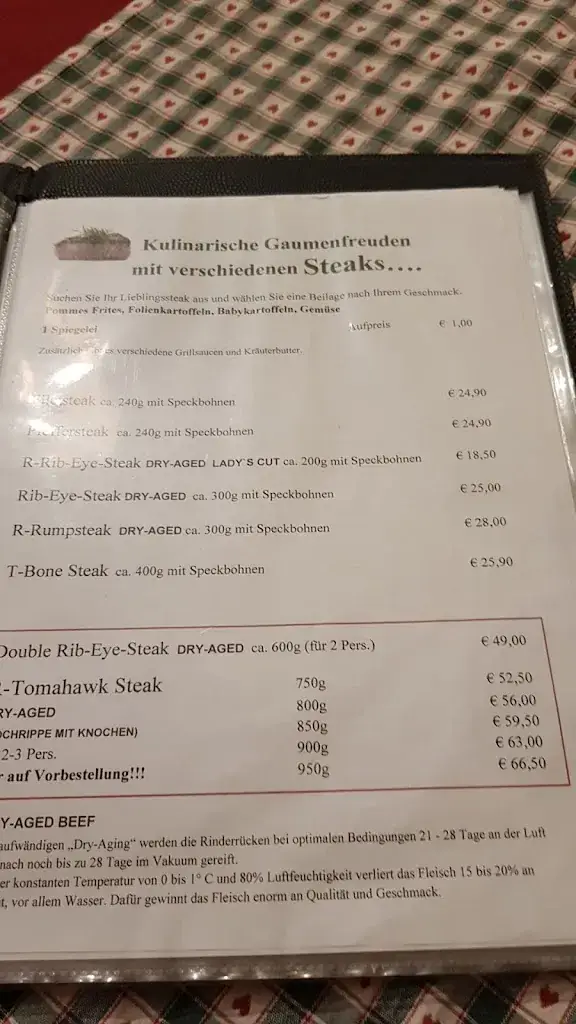 Kulinarische Gaumenfreuden
mit verschiedenen Steaks....
Suchen Sie Ihr Lieblingssteak aus und wählen Sie eine Beilage nach Ihrem Geschmack.
Pommes Frites, Folienkartoffeln, Babykartoffeln, Gemüse
1 Spiegelei Aufpreis € 1,00
Zusätzlich verschiedene Grillsaucen und Kräuterbutter.
ca. 240g mit Speckbohnen € 24,90
Pfeffersteak ca. 240g mit Speckbohnen € 24,90
R-Rib-Eye-Steak DRY-AGED LADY'S CUT ca. 200g mit Speckbohnen € 18,50
Rib-Eye-Steak DRY-AGED ca. 300g mit Speckbohnen € 25,00
R-Rumpsteak DRY-AGED ca. 300g mit Speckbohnen € 28,00
T-Bone Steak ca. 400g mit Speckbohnen € 25,90
Double Rib-Eye-Steak DRY-AGED ca. 600g (für 2 Pers.) € 49,00
-Tomahawk Steak 750g € 52,50
RY-AGED 800g € 56,00
OCHRIPPE MIT KNOCHEN) 850g € 59,50
2-3 Pers. 900g € 63,00
r auf Vorbestellung!!! 950g € 66,50
Y-AGED BEEF
aufwändigen „Dry-Aging“ werden die Rinderrücken bei optimalen Bedingungen 21 - 28 Tage an der Luft
nach noch bis zu 28 Tage im Vakuum gereift.
er konstanten Temperatur von 0 bis 1° C und 80% Luftfeuchtigkeit verliert das Fleisch 15 bis 20% an
t, vor allem Wasser. Dafür gewinnt das Fleisch enorm an Qualität und Geschmack.